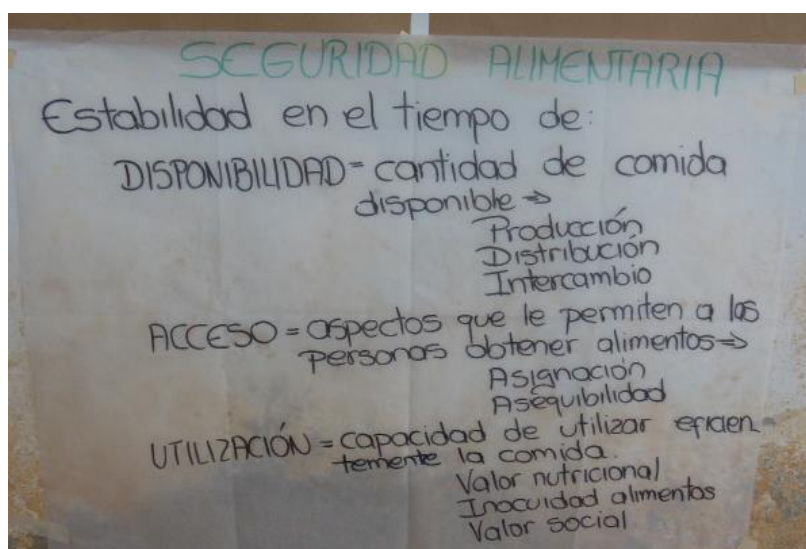 SEGURIDAD ALIMENTARIA
Estabilidad en el tiempo de:
DISPONIBILIDAD = cantidad de comida
disponible ⇒
Producción
Distribución
Intercambio
ACCESO = aspectos que le permiten a las
personas obtener alimentos ⇒
Asignación
Asequibilidad
UTILIZACIÓN = capacidad de utilizar eficien-
temente la comida.
Valor nutricional
Inocuidad alimentos
Valor social